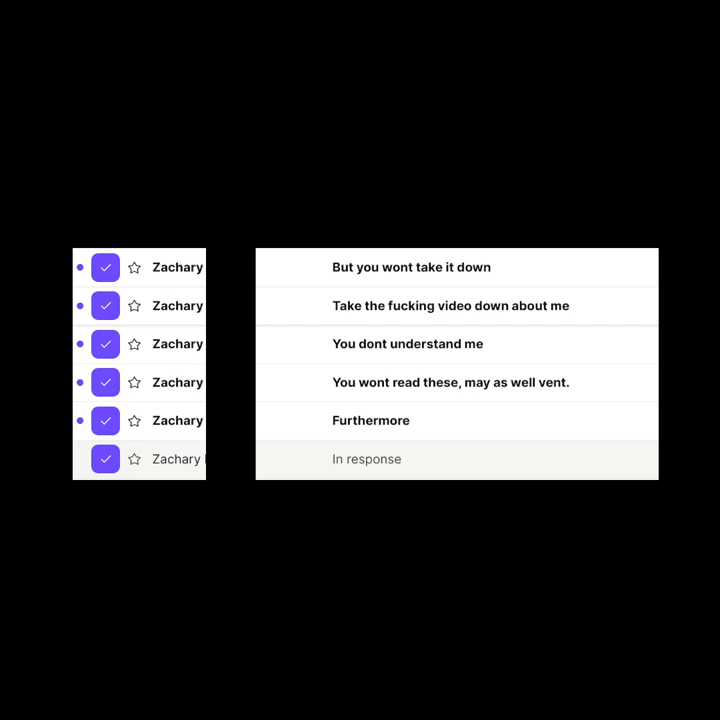 Zachary But you wont take it down
Zachary Take the fucking video down about me
Zachary You dont understand me
Zachary You wont read these, may as well vent.
Zachary Furthermore
Zachary In response